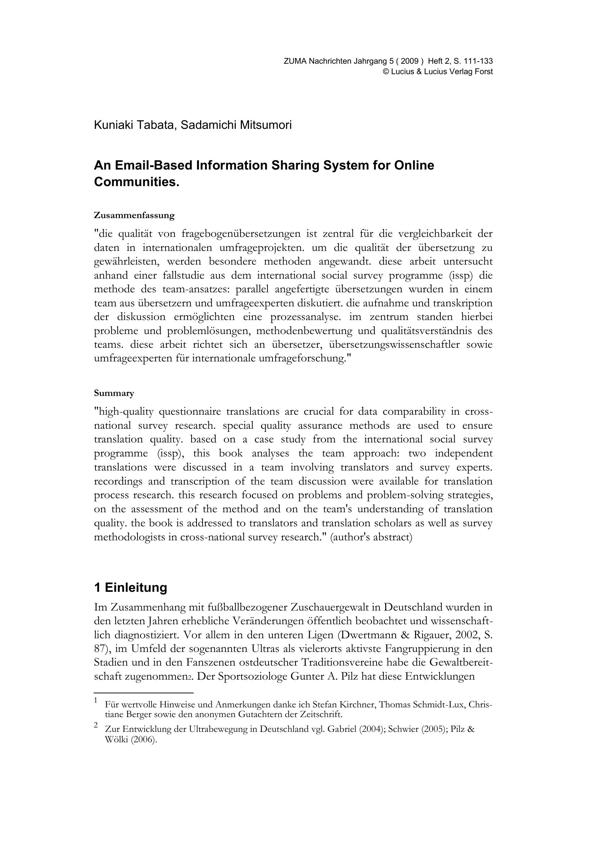 ZUMA Nachrichten Jahrgang 5 ( 2009 ) Heft 2, S. 111-133
© Lucius & Lucius Verlag Forst
Kuniaki Tabata, Sadamichi Mitsumori
An Email-Based Information Sharing System for Online
Communities.
Zusammenfassung
"die qualität von fragebogenübersetzungen ist zentral für die vergleichbarkeit der
daten in internationalen umfrageprojekten. um die qualität der übersetzung zu
gewährleisten, werden besondere methoden angewandt. diese arbeit untersucht
anhand einer fallstudie aus dem international social survey programme (issp) die
methode des team-ansatzes: parallel angefertigte übersetzungen wurden in einem
team aus übersetzern und umfrageexperten diskutiert. die aufnahme und transkription
der diskussion ermöglichten eine prozessanalyse. im zentrum standen hierbei
probleme und problemlösungen, methodenbewertung und qualitätsverständnis des
teams. diese arbeit richtet sich an übersetzer, übersetzungswissenschaftler sowie
umfrageexperten für internationale umfrageforschung."
Summary
"high-quality questionnaire translations are crucial for data comparability in cross-
national survey research. special quality assurance methods are used to ensure
translation quality. based on a case study from the international social survey
programme (issp), this book analyses the team approach: two independent
translations were discussed in a team involving translators and survey experts.
recordings and transcription of the team discussion were available for translation
process research. this research focused on problems and problem-solving strategies,
on the assessment of the method and on the team's understanding of translation
quality. the book is addressed to translators and translation scholars as well as survey
methodologists in cross-national survey research." (author's abstract)
1 Einleitung
Im Zusammenhang mit fußballbezogener Zuschauergewalt in Deutschland wurden in
den letzten Jahren erhebliche Veränderungen öffentlich beobachtet und wissenschaft-
lich diagnostiziert. Vor allem in den unteren Ligen (Dwertmann & Rigauer, 2002, S.
87), im Umfeld der sogenannten Ultras als vielerorts aktivste Fangruppierung in den
Stadien und in den Fanszenen ostdeutscher Traditionsvereine habe die Gewaltbereit-
schaft zugenommen2. Der Sportsoziologe Gunter A. Pilz hat diese Entwicklungen
1 Für wertvolle Hinweise und Anmerkungen danke ich Stefan Kirchner, Thomas Schmidt-Lux, Chris-
tiane Berger sowie den anonymen Gutachtern der Zeitschrift.
2 Zur Entwicklung der Ultrabewegung in Deutschland vgl. Gabriel (2004); Schwier (2005); Pilz &
Wölki (2006).